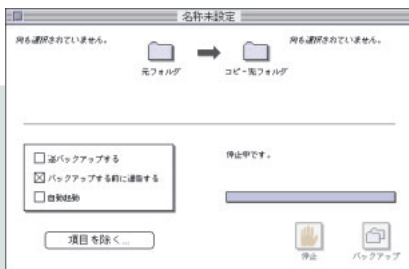 名称未設定
何も選択されていません。
何も選択されていません。
元フォルダ
コピー先フォルダ
逆バックアップする
停止中です。
バックアップする前に通告する
自動起動
項目を除く...
停止
バックアップ